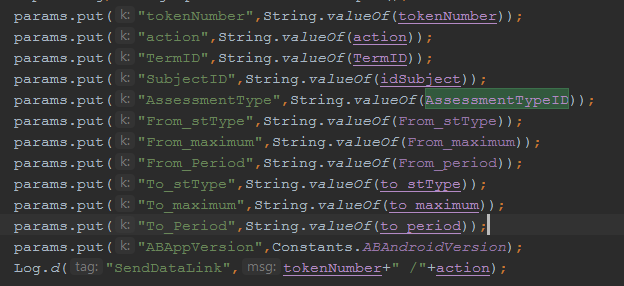 params.put( k: "tokenNumber",String.valueOf(tokenNumber));
params.put( k: "action",String.valueOf(action));
params.put( k: "TermID",String.valueOf(TermID));
params.put( k: "SubjectID",String.valueOf(idSubject));
params.put( k: "AssessmentType",String.valueOf(AssessmentTypeID));
params.put( k: "From_stType",String.valueOf(From_stType));
params.put( k: "From_maximum",String.valueOf(From_maximum));
params.put( k: "From_Period",String.valueOf(From_period));
params.put( k: "To_stType",String.valueOf(to_stType));
params.put( k: "To_maximum",String.valueOf(to_maximum));
params.put( k: "To_Period",String.valueOf(to_period));
params.put( k: "ABAppVersion",Constants.ABAndroidVersion);
Log.d( tag: "SendDataLink", msg: tokenNumber+" /"+action);